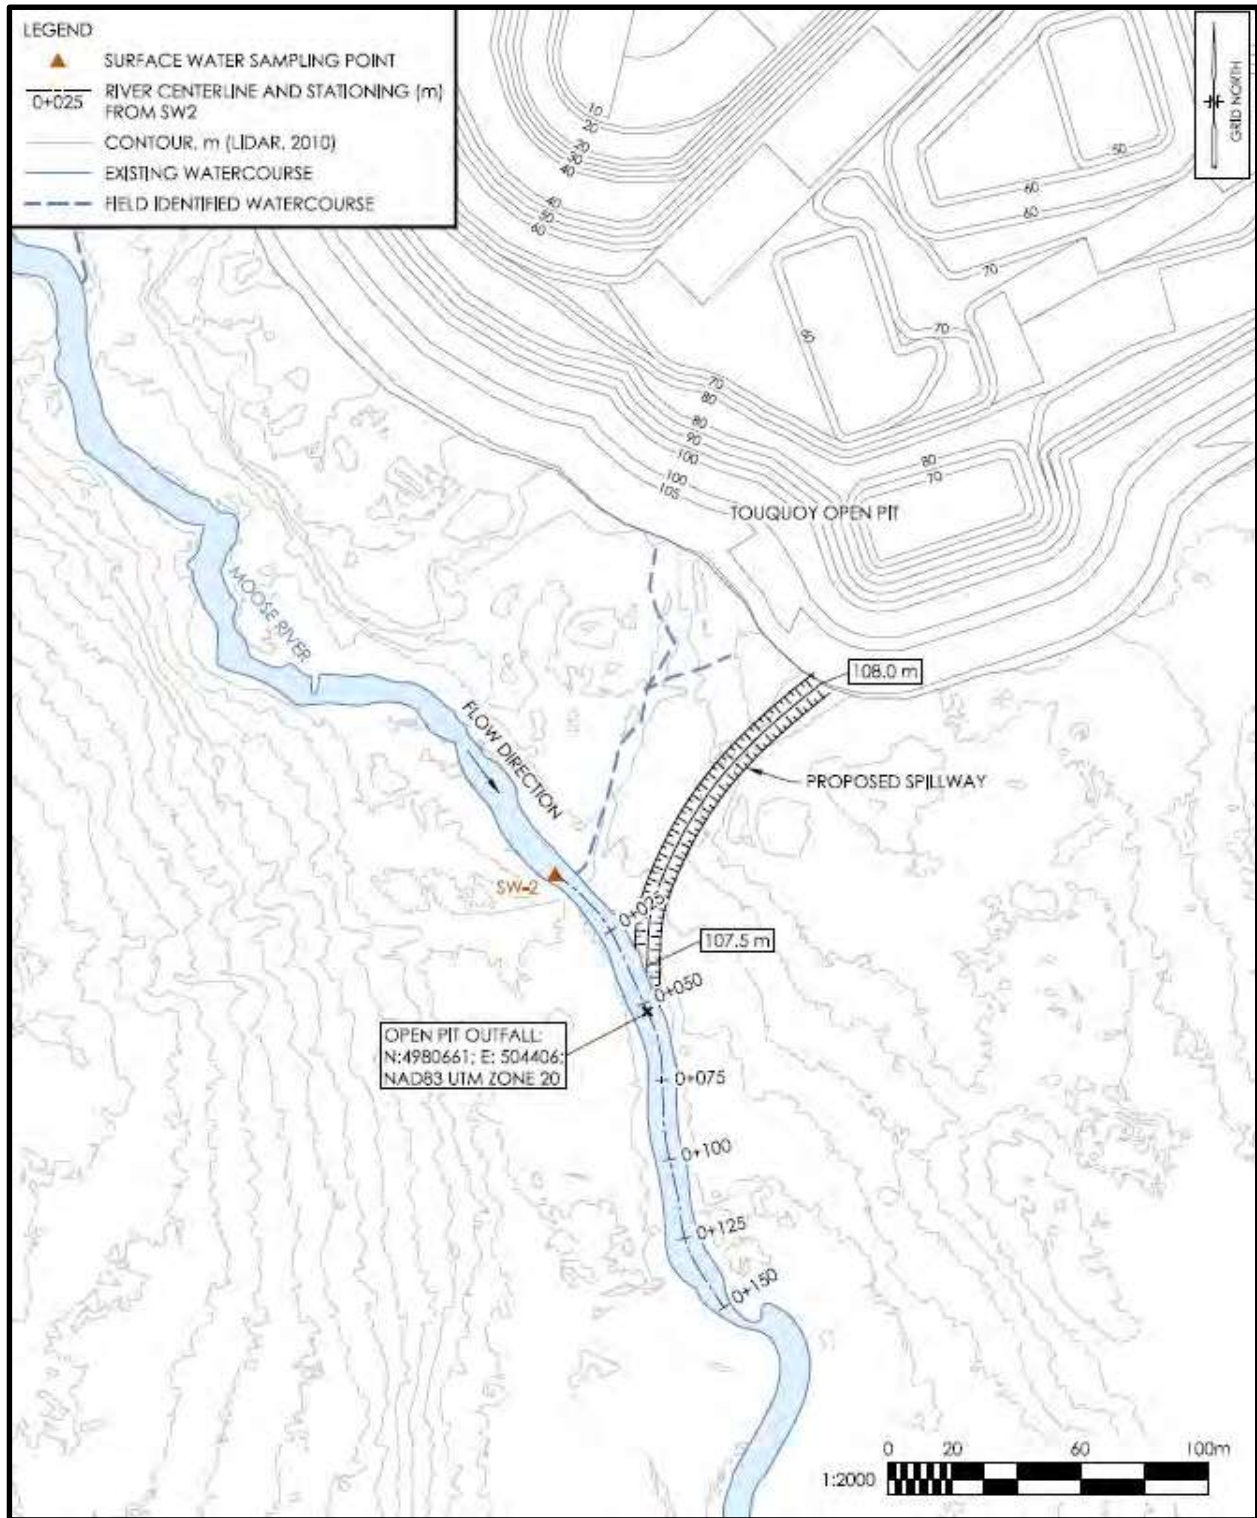 LEGEND
SURFACE WATER SAMPLING POINT
0+025
RIVER CENTERLINE AND STATIONING (m)
FROM SW2
CONTOUR, m (LIDAR, 2010)
EXISTING WATERCOURSE
FIELD IDENTIFIED WATERCOURSE
GRID NORTH
10
20
30
40
40
50
60
50
60
60
70
70
50
70
80
80
90
100
100
105
80
70
TOUQUOY OPEN PIT
MOOSE RIVER
108.0 m
FLOW DIRECTION
PROPOSED SPILLWAY
SW-2
0+025
107.5 m
0+050
OPEN PIT OUTFALL:
N:4980661; E: 504406;
NAD83 UTM ZONE 20
0+075
0+100
0+125
0+150
0 20 60 100m
1:2000